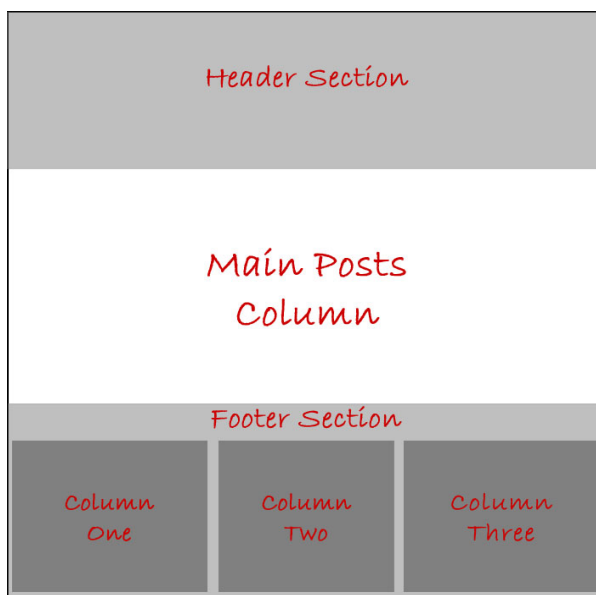 Header Section
Main Posts
Column
Footer Section
Column
One
Column
Two
Column
Three